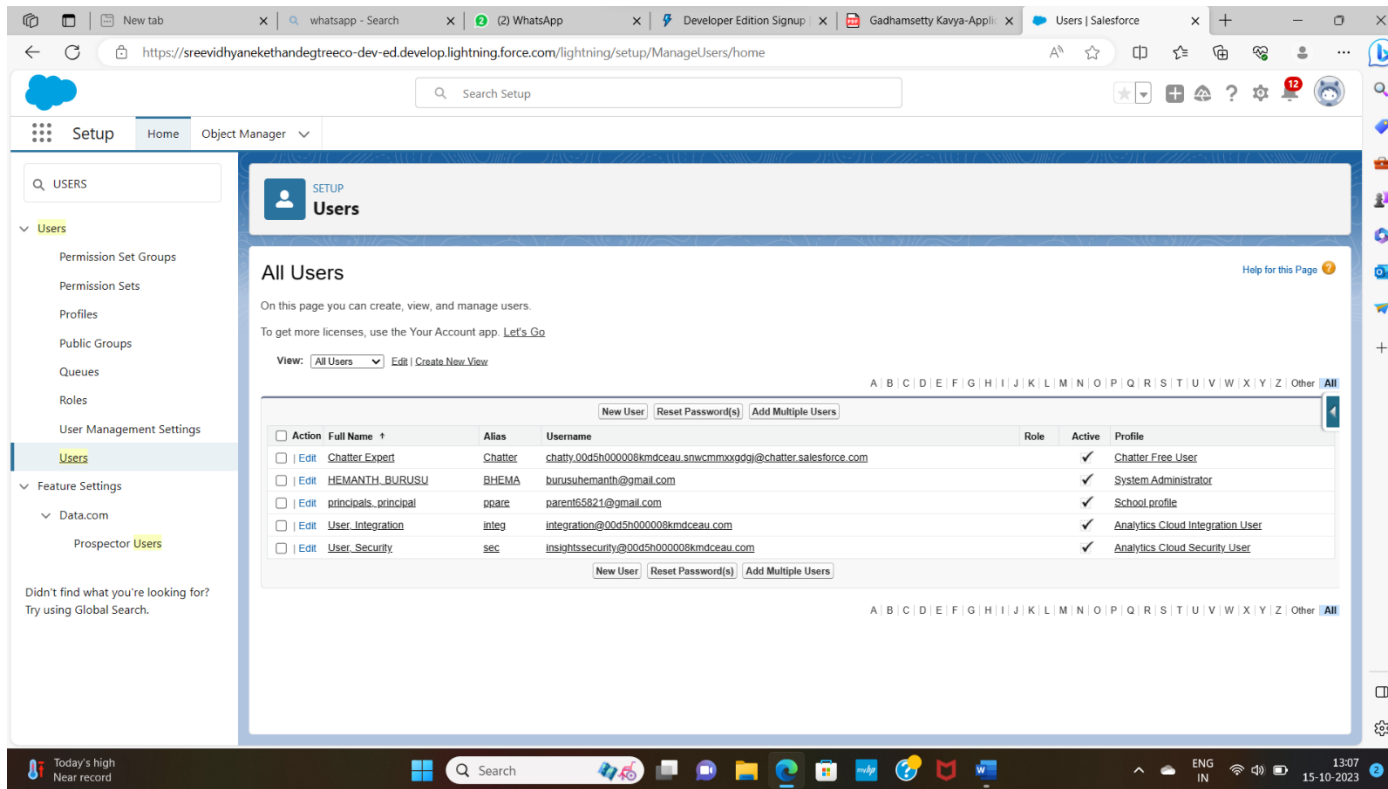 New tab
whatsapp - Search
(2) WhatsApp
Developer Edition Signup
Gadhamsetty Kavya-Applic
Users | Salesforce
https://sreevidhyanekethandegtreeco-dev-ed.develop.lightning.force.com/lightning/setup/ManageUsers/home
Search Setup
12
Setup Home Object Manager
USERS
Users
Permission Set Groups
Permission Sets
Profiles
Public Groups
Queues
Roles
User Management Settings
Users
Feature Settings
Data.com
Prospector Users
Didn't find what you're looking for?
Try using Global Search.
SETUP
Users
All Users
Help for this Page
On this page you can create, view, and manage users.
To get more licenses, use the Your Account app. Let's Go
View: All Users Edit | Create New View
A | B | C | D | E | F | G | H | I | J | K | L | M | N | O | P | Q | R | S | T | U | V | W | X | Y | Z | Other All
New User Reset Password(s) Add Multiple Users
Action Full Name ↑ Alias Username Role Active Profile
| Edit Chatter Expert Chatter chatty.00d5h000008kmdceau.snwcmmxxgdgj@chatter.salesforce.com ✓ Chatter Free User
| Edit HEMANTH, BURUSU BHEMA burusuhemanth@gmail.com ✓ System Administrator
| Edit principals, principal ppare parent65821@gmail.com ✓ School profile
| Edit User, Integration integ integration@00d5h000008kmdceau.com ✓ Analytics Cloud Integration User
| Edit User, Security sec insightssecurity@00d5h000008kmdceau.com ✓ Analytics Cloud Security User
New User Reset Password(s) Add Multiple Users
A | B | C | D | E | F | G | H | I | J | K | L | M | N | O | P | Q | R | S | T | U | V | W | X | Y | Z | Other All
Today's high
Near record
Search
ENG
IN
13:07
15-10-2023
2